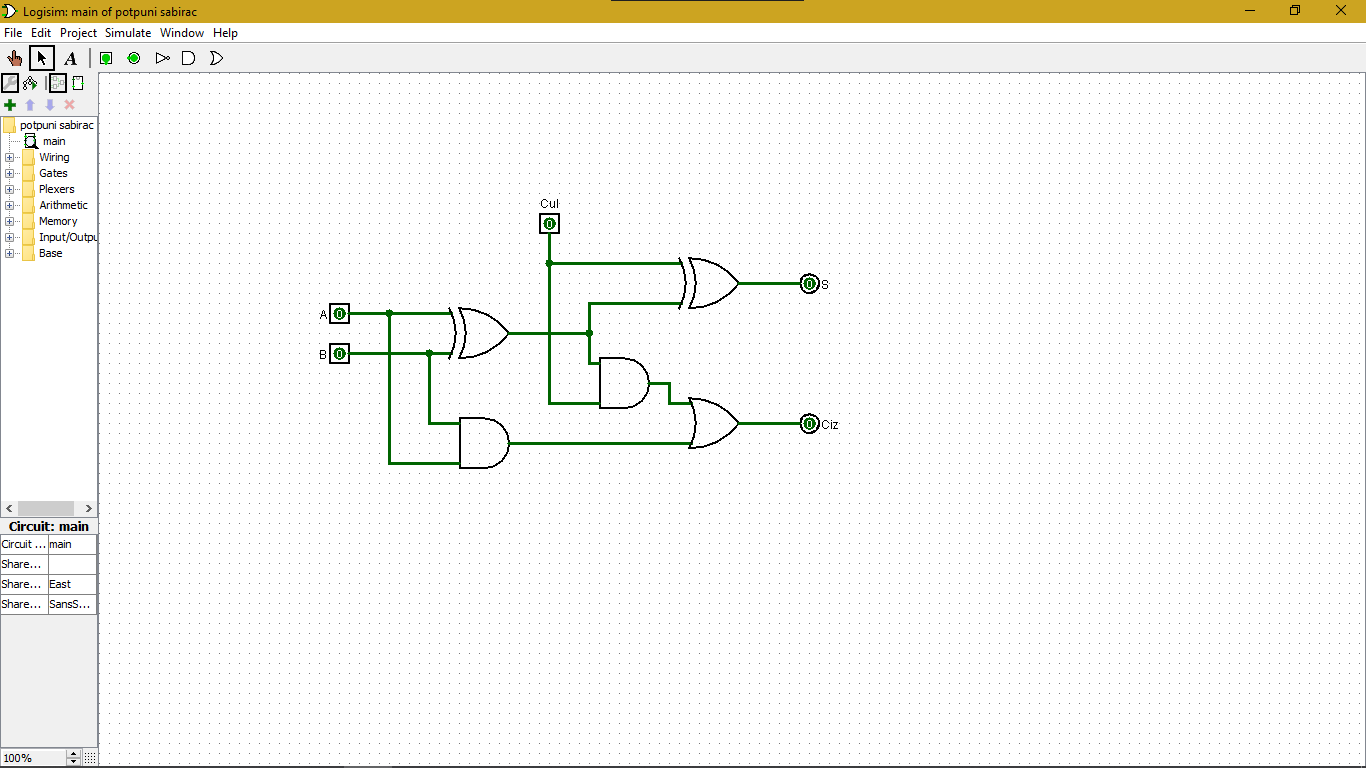 Logisim: main of potpuni sabirac
File Edit Project Simulate Window Help
A
potpuni sabirac
main
Wiring
Gates
Plexers
Arithmetic
Memory
Input/Outpu
Base
Cul
0
0
S
A
0
B
0
0
Ciz
Circuit: main
Circuit ... main
Share...
Share... East
Share... SansS...
100%